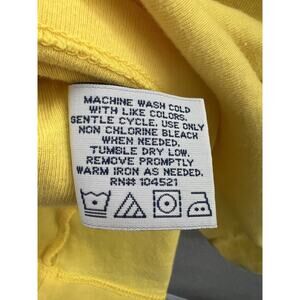 MACHINE WASH COLD
WITH LIKE COLORS.
GENTLE CYCLE. USE ONLY
NON CHLORINE BLEACH
WHEN NEEDED.
TUMBLE DRY LOW.
REMOVE PROMPTLY
WARM IRON AS NEEDED.
RN# 104521